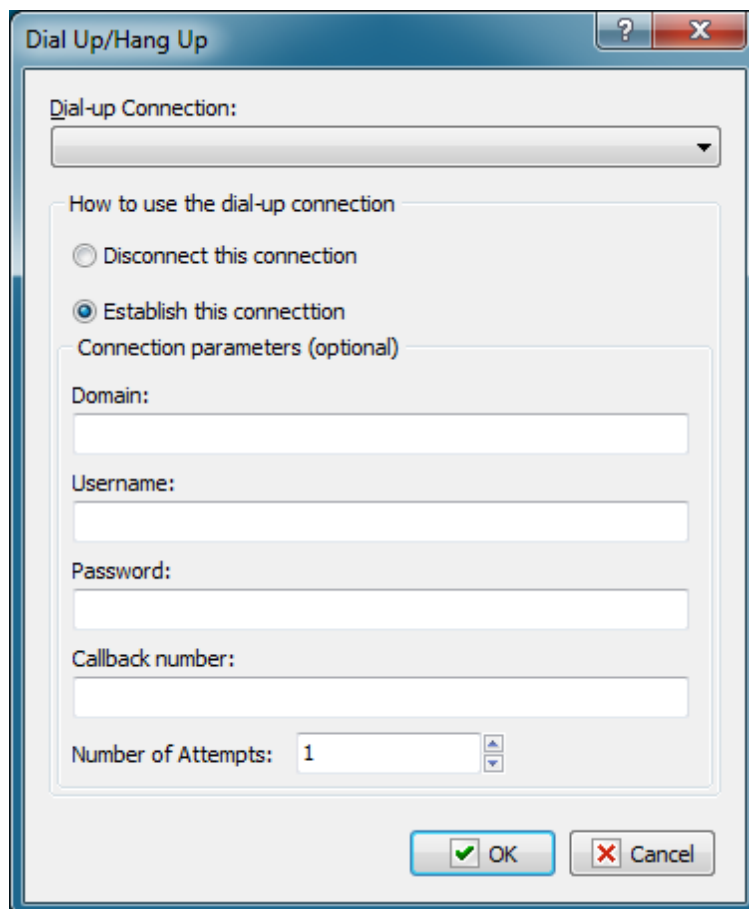 Dial Up/Hang Up
?
Dial-up Connection:
How to use the dial-up connection
Disconnect this connection
Establish this connecttion
Connection parameters (optional)
Domain:
Username:
Password:
Callback number:
Number of Attempts: 1
OK Cancel